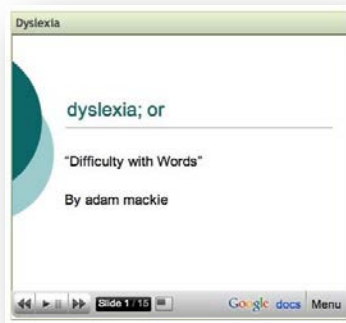 Dyslexia
dyslexia; or
“Difficulty with Words”
By adam mackie
Slide 1 / 15
Google docs Menu